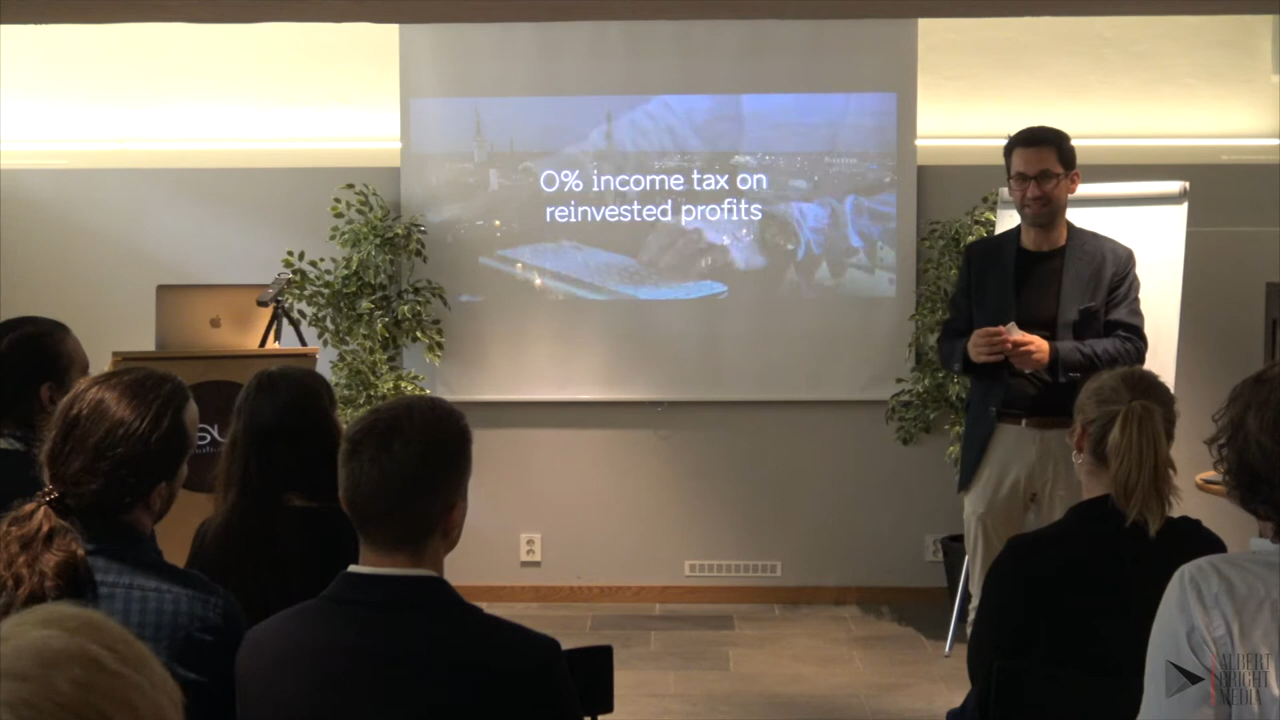 0% income tax on
reinvested profits
ALBERT
BRIGHT
MEDIA